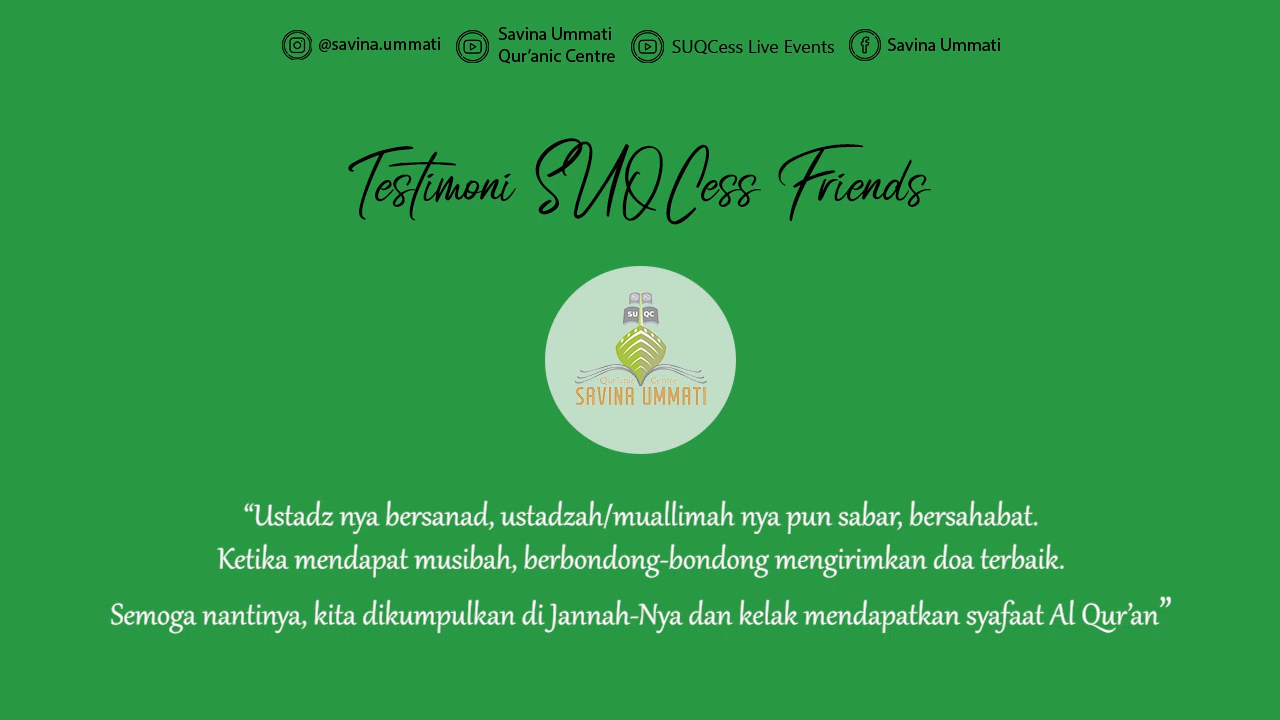 @savina.ummati
Savina Ummati
Qur'anic Centre
SUQCess Live Events
Savina Ummati
Testimoni SUQCess Friends
SU QC
Qur'anic Centre
SAVINA UMMATI
“Ustadz nya bersanad, ustadzah/muallimah nya pun sabar, bersahabat.
Ketika mendapat musibah, berbondong-bondong mengirimkan doa terbaik.
Semoga nantinya, kita dikumpulkan di Jannah-Nya dan kelak mendapatkan syafaat Al Qur’an”